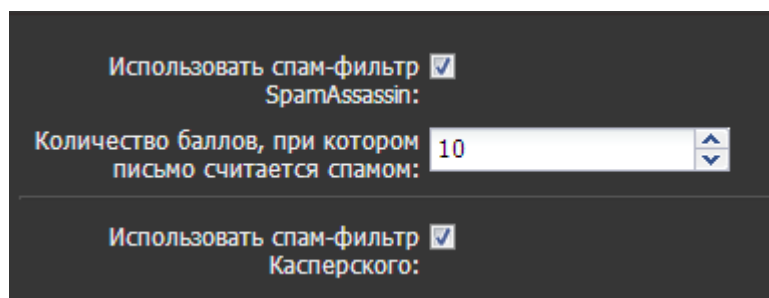 Использовать спам-фильтр
SpamAssassin:
Количество баллов, при котором
письмо считается спамом:
10
Использовать спам-фильтр
Касперского: